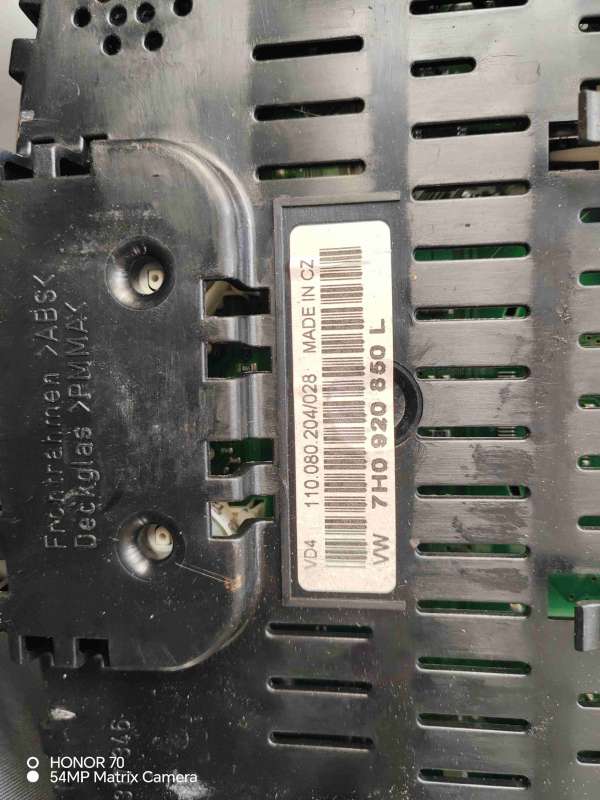 Frontrahmen >ABS<
Deckglas >PMMA<
VD4 110.080.204/028 MADE IN CZ
VW 7H0 920 850 L
HONOR 70
54MP Matrix Camera